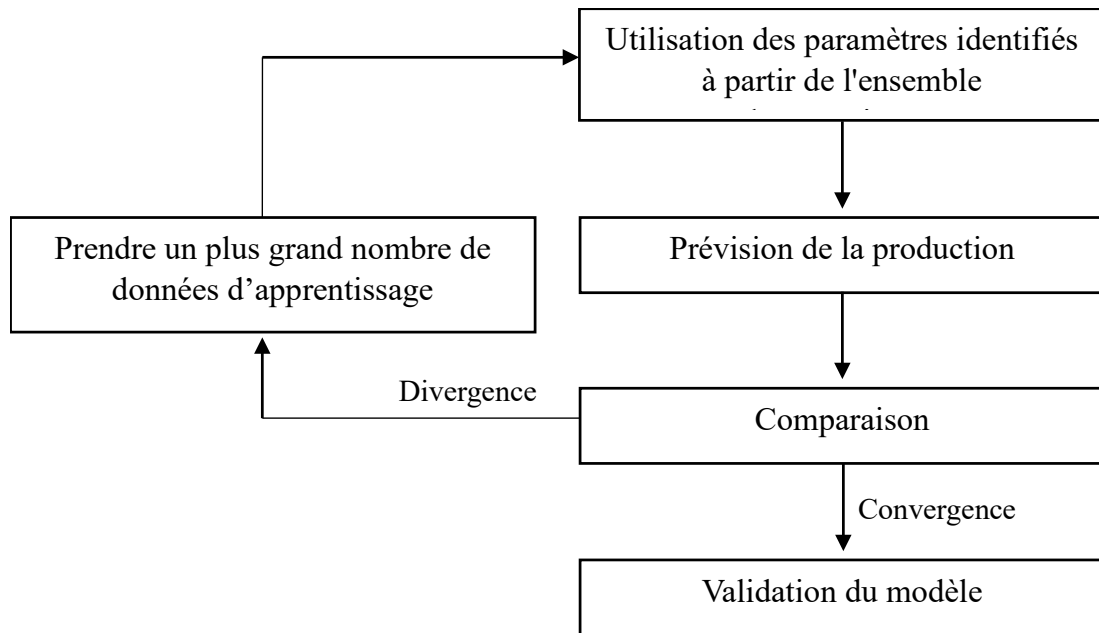 Utilisation des paramètres identifiés
à partir de l'ensemble
Prévision de la production
Prendre un plus grand nombre de
données d’apprentissage
Divergence
Comparaison
Convergence
Validation du modèle